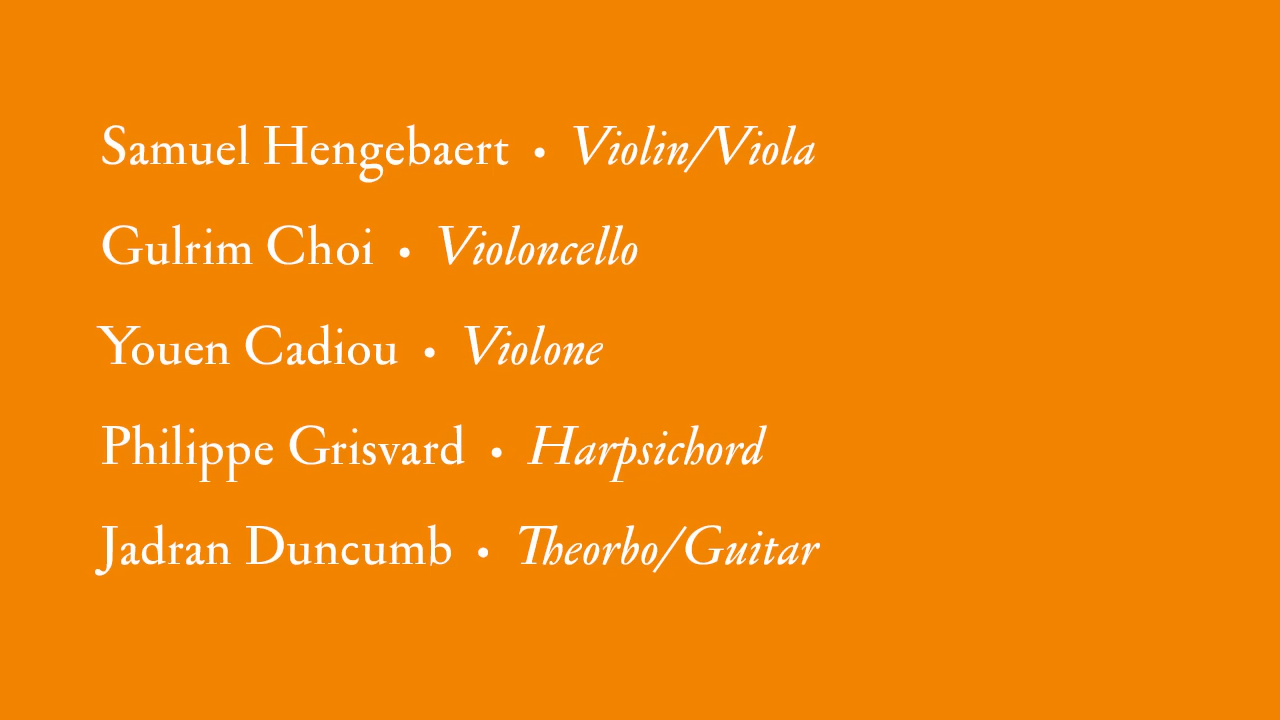 Samuel Hengebaert • Violin/Viola
Gulrim Choi • Violoncello
Youen Cadiou • Violone
Philippe Grisvard • Harpsichord
Jadran Duncumb • Theorbo/Guitar